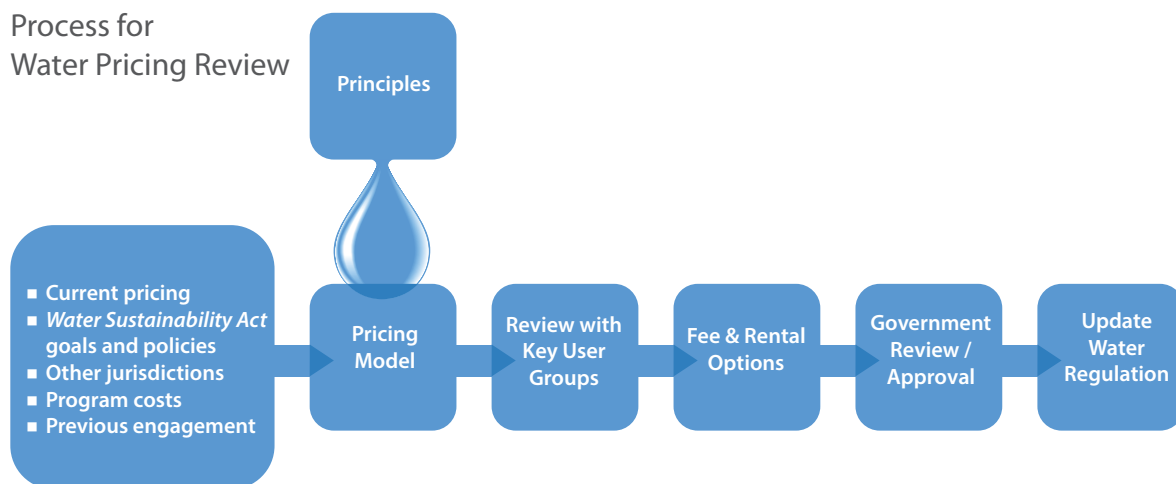 Process for
Water Pricing Review
Principles
■ Current pricing
■ Water Sustainability Act
goals and policies
■ Other jurisdictions
■ Program costs
■ Previous engagement
Pricing
Model
Review with
Key User
Groups
Fee & Rental
Options
Government
Review /
Approval
Update
Water
Regulation